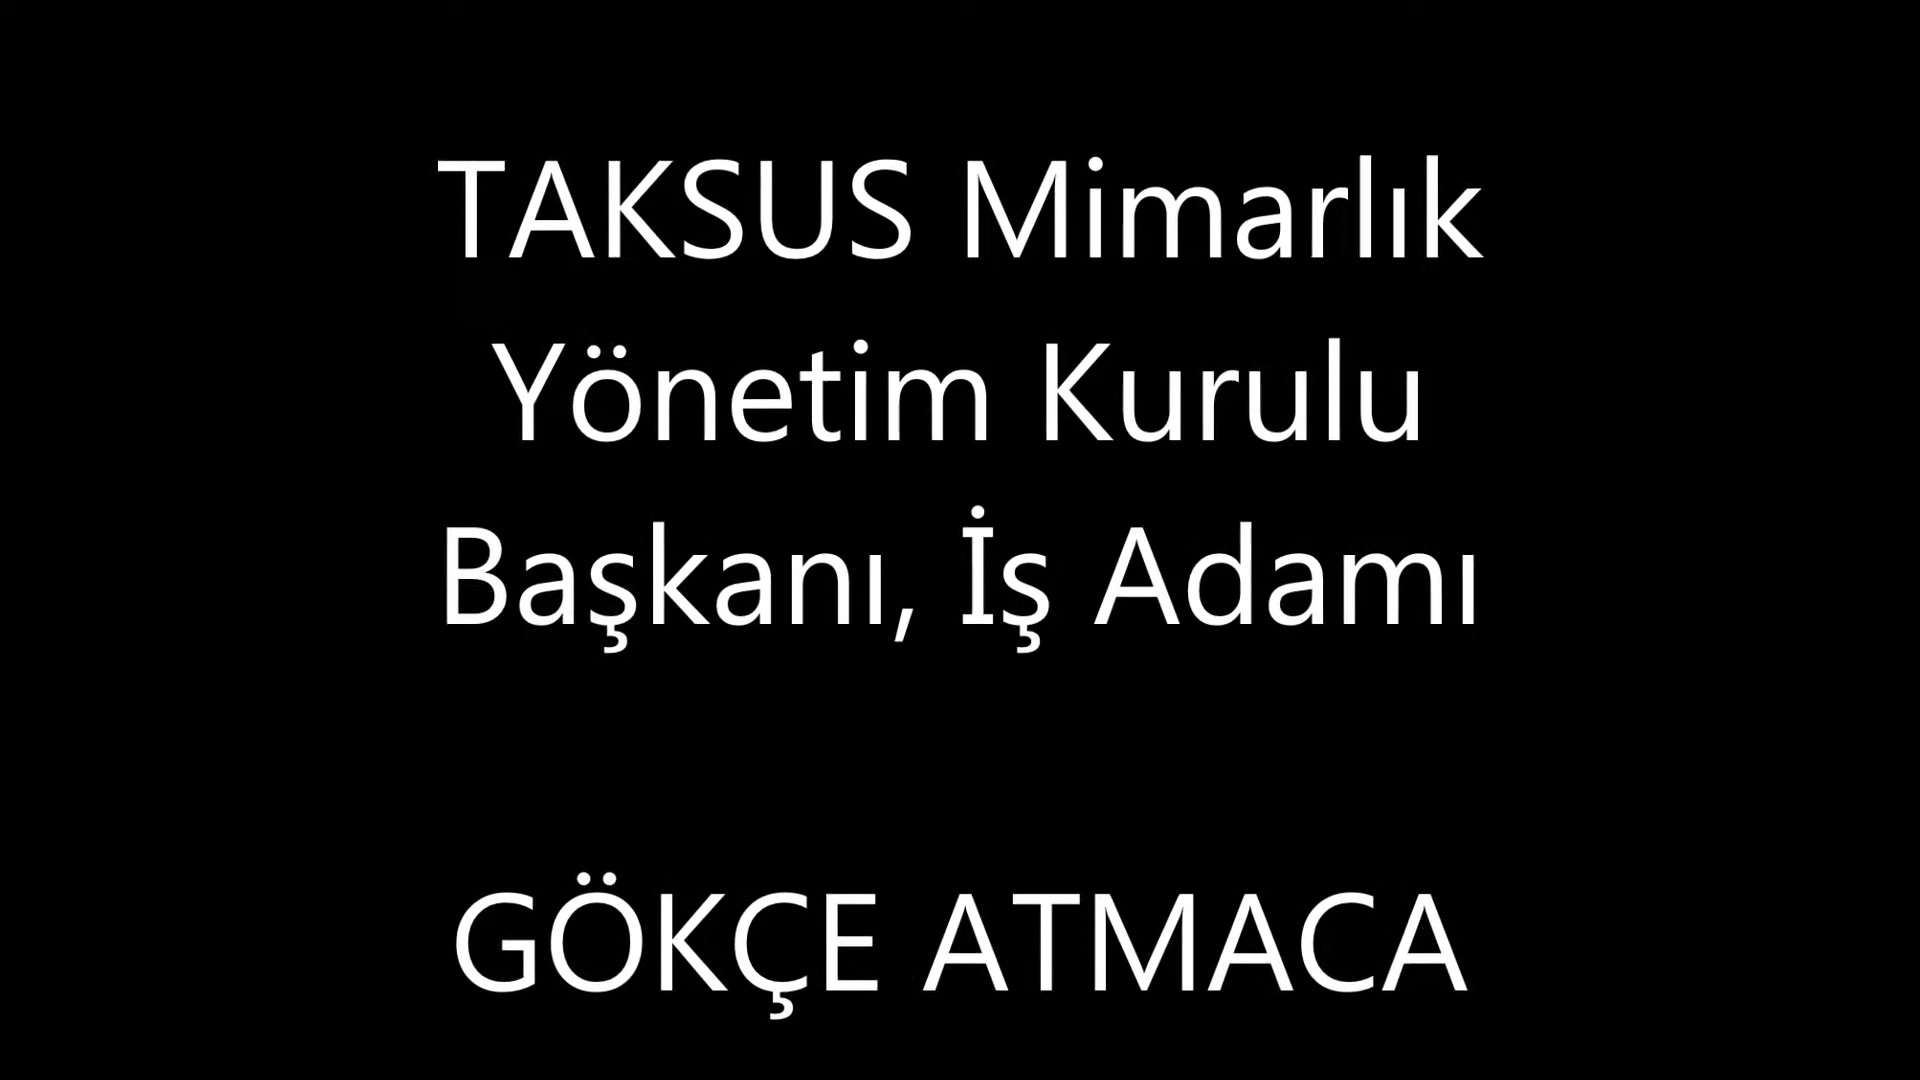 TAKSUS Mimarlık
Yönetim Kurulu
Başkanı, İş Adamı
GÖKÇE ATMACA